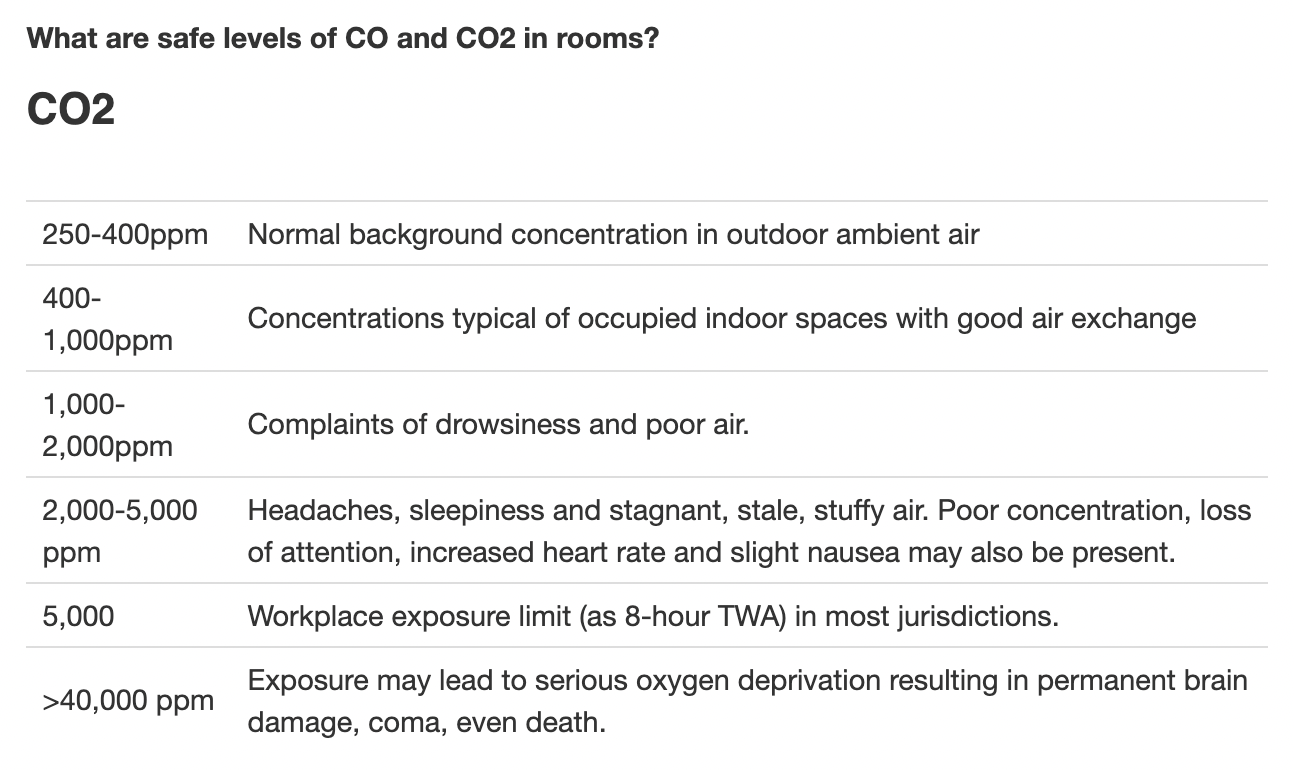 What are safe levels of CO and CO2 in rooms?
CO2
250-400ppm Normal background concentration in outdoor ambient air
400-
1,000ppm
Concentrations typical of occupied indoor spaces with good air exchange
1,000-
2,000ppm
Complaints of drowsiness and poor air.
2,000-5,000
ppm
Headaches, sleepiness and stagnant, stale, stuffy air. Poor concentration, loss
of attention, increased heart rate and slight nausea may also be present.
5,000 Workplace exposure limit (as 8-hour TWA) in most jurisdictions.
>40,000 ppm
Exposure may lead to serious oxygen deprivation resulting in permanent brain
damage, coma, even death.